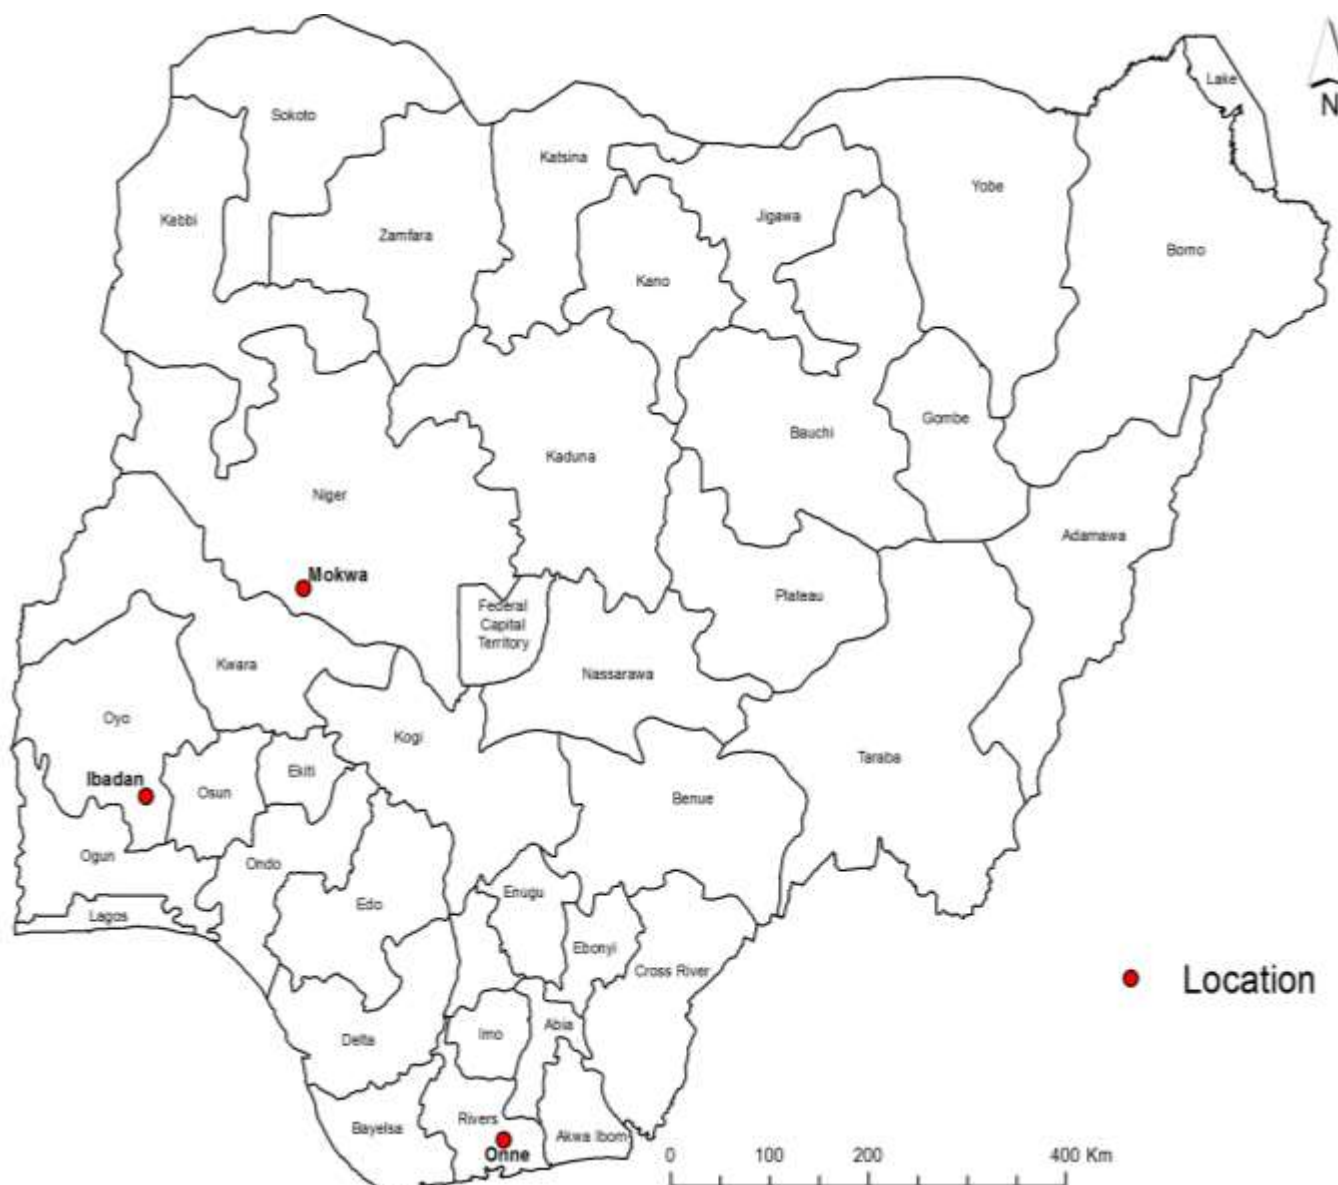 Lake
N
Sokoto
Katsina
Yobe
Kebbi
Jigawa
Zamfara
Borno
Kano
Gombe
Bauchi
Kaduna
Niger
Adamawa
Mokwa
Plateau
Federal
Capital
Territory
Kwara
Nassarawa
Oyo
Kogi
Taraba
Ekiti
Ibadan
Osun
Benue
Ogun
Ondo
Enugu
Edo
Lagos
Ebonyi
Cross River
Location
Abia
Imo
Delta
Rivers
Bayelsa
Akwa Ibom
Onne
0 100 200 400 Km